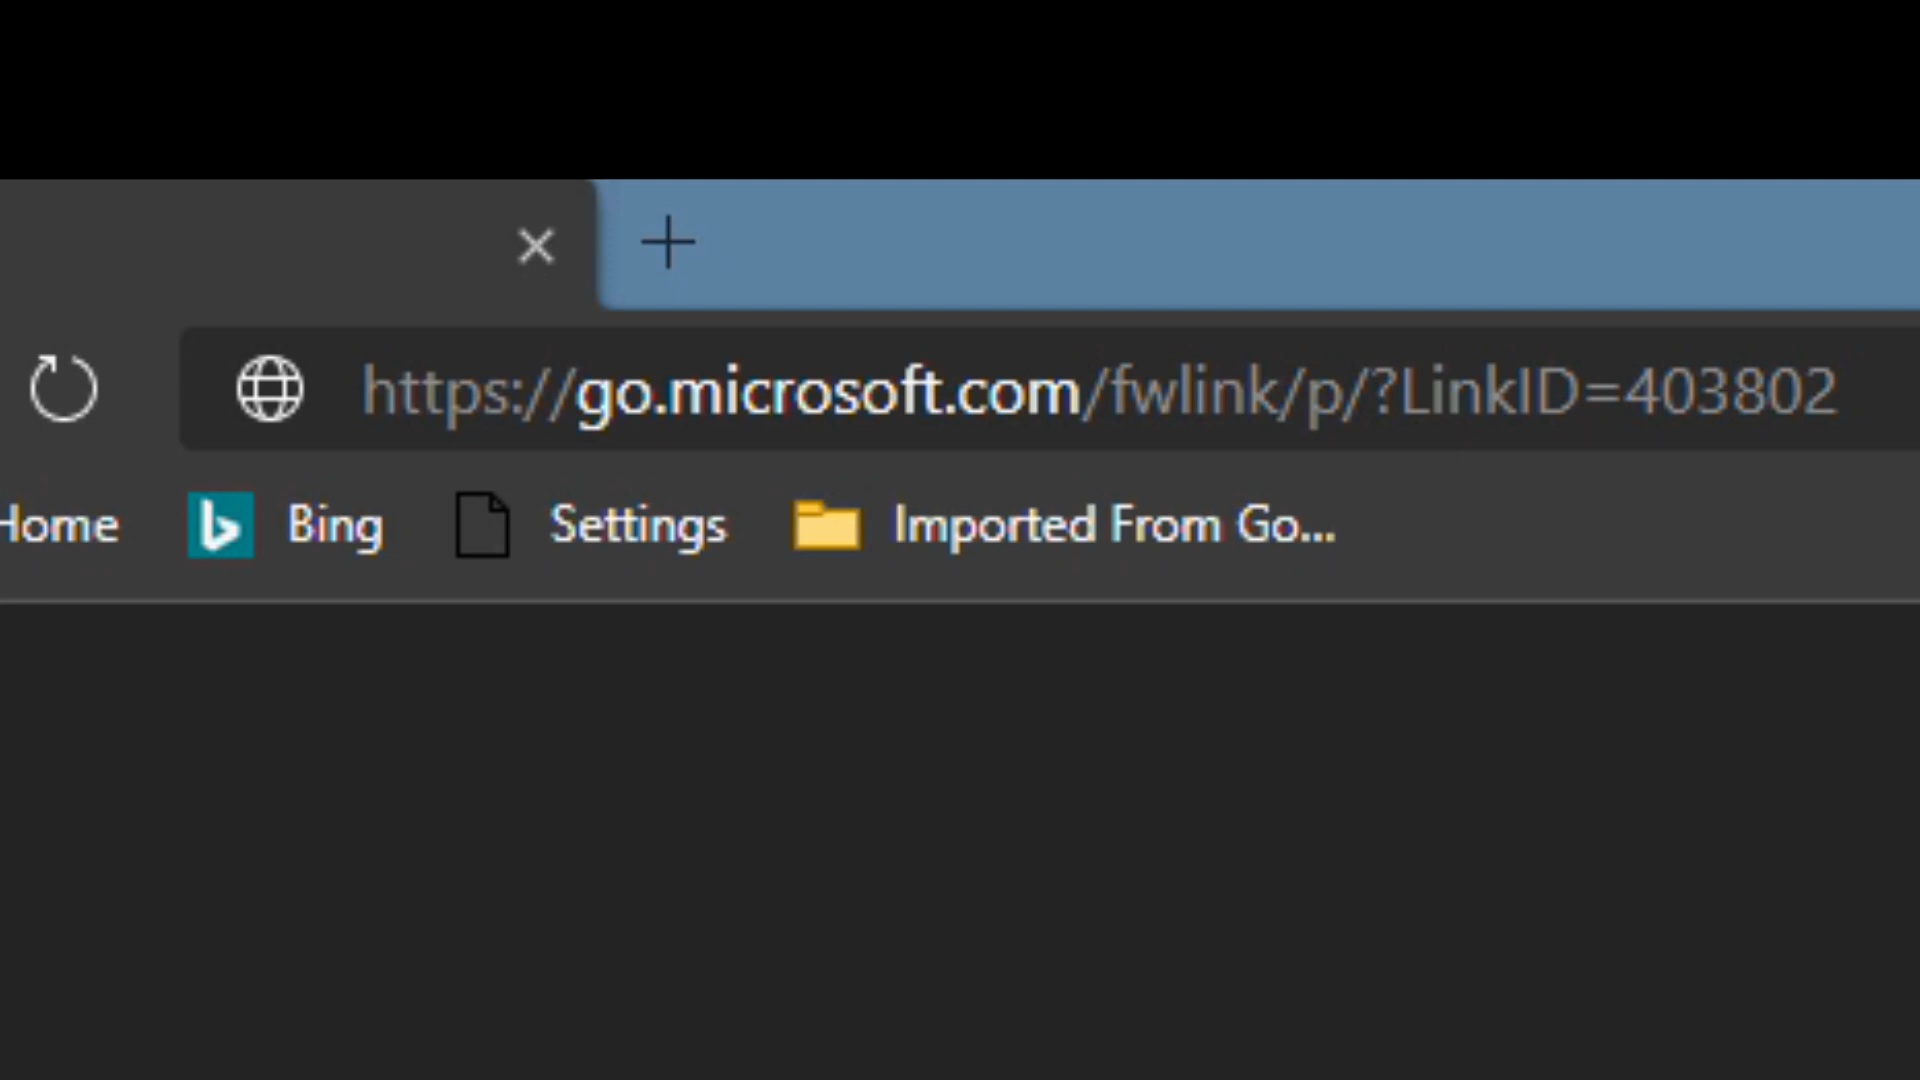 https://go.microsoft.com/fwlink/p/?LinkID=403802
Home Bing Settings Imported From Go...